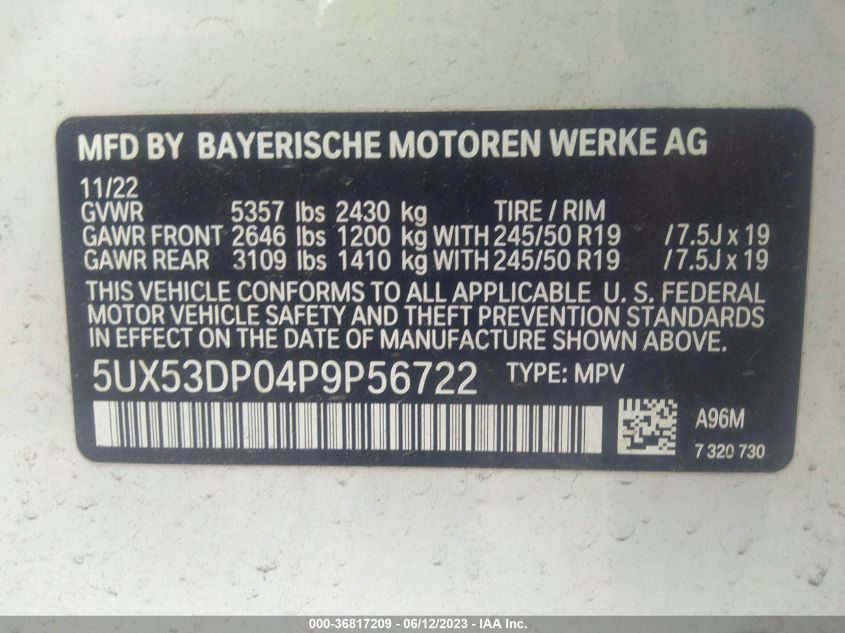 MFD BY BAYERISCHE MOTOREN WERKE AG
11/22
GVWR 5357 lbs 2430 kg TIRE / RIM
GAWR FRONT 2646 lbs 1200 kg WITH 245/50 R19 /7.5J x 19
GAWR REAR 3109 lbs 1410 kg WITH 245/50 R19 /7.5J x 19
THIS VEHICLE CONFORMS TO ALL APPLICABLE U. S. FEDERAL
MOTOR VEHICLE SAFETY AND THEFT PREVENTION STANDARDS
IN EFFECT ON THE DATE OF MANUFACTURE SHOWN ABOVE.
5UX53DP04P9P56722 TYPE: MPV
A96M
7 320 730
000-36817209 - 06/12/2023 - IAA Inc.